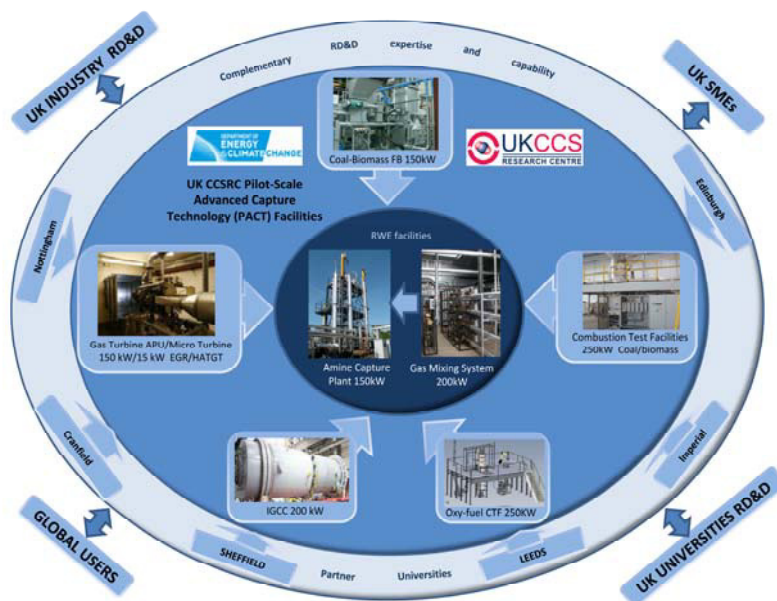 Complementary RD&D expertise and capability
UK INDUSTRY RD&D
UK SMEs
DEPARTMENT OF
ENERGY
& CLIMATE CHANGE
Coal-Biomass FB 150kW
UKCCS
RESEARCH CENTRE
UK CCSRC Pilot-Scale
Advanced Capture
Technology (PACT) Facilities
Nottingham
Edinburgh
RWE facilities
Gas Turbine APU/Micro Turbine
150 kW/15 kW EGR/HATGT
Amine Capture
Plant 150kW
Gas Mixing System
200kW
Combustion Test Facilities
250kW Coal/biomass
Cranfield
Imperial
IGCC 200 kW
Oxy-fuel CTF 250KW
GLOBAL USERS
UK UNIVERSITIES RD&D
SHEFFIELD
Partner Universities
LEEDS